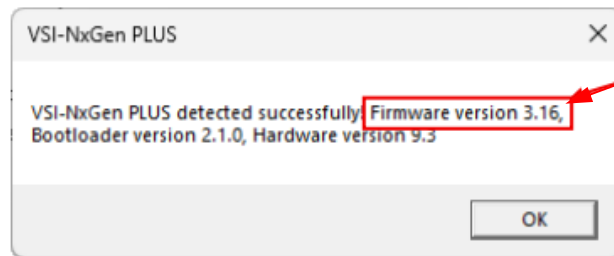 VSI-NxGen PLUS
VSI-NxGen PLUS detected successfully! Firmware version 3.16,
Bootloader version 2.1.0, Hardware version 9.3
OK